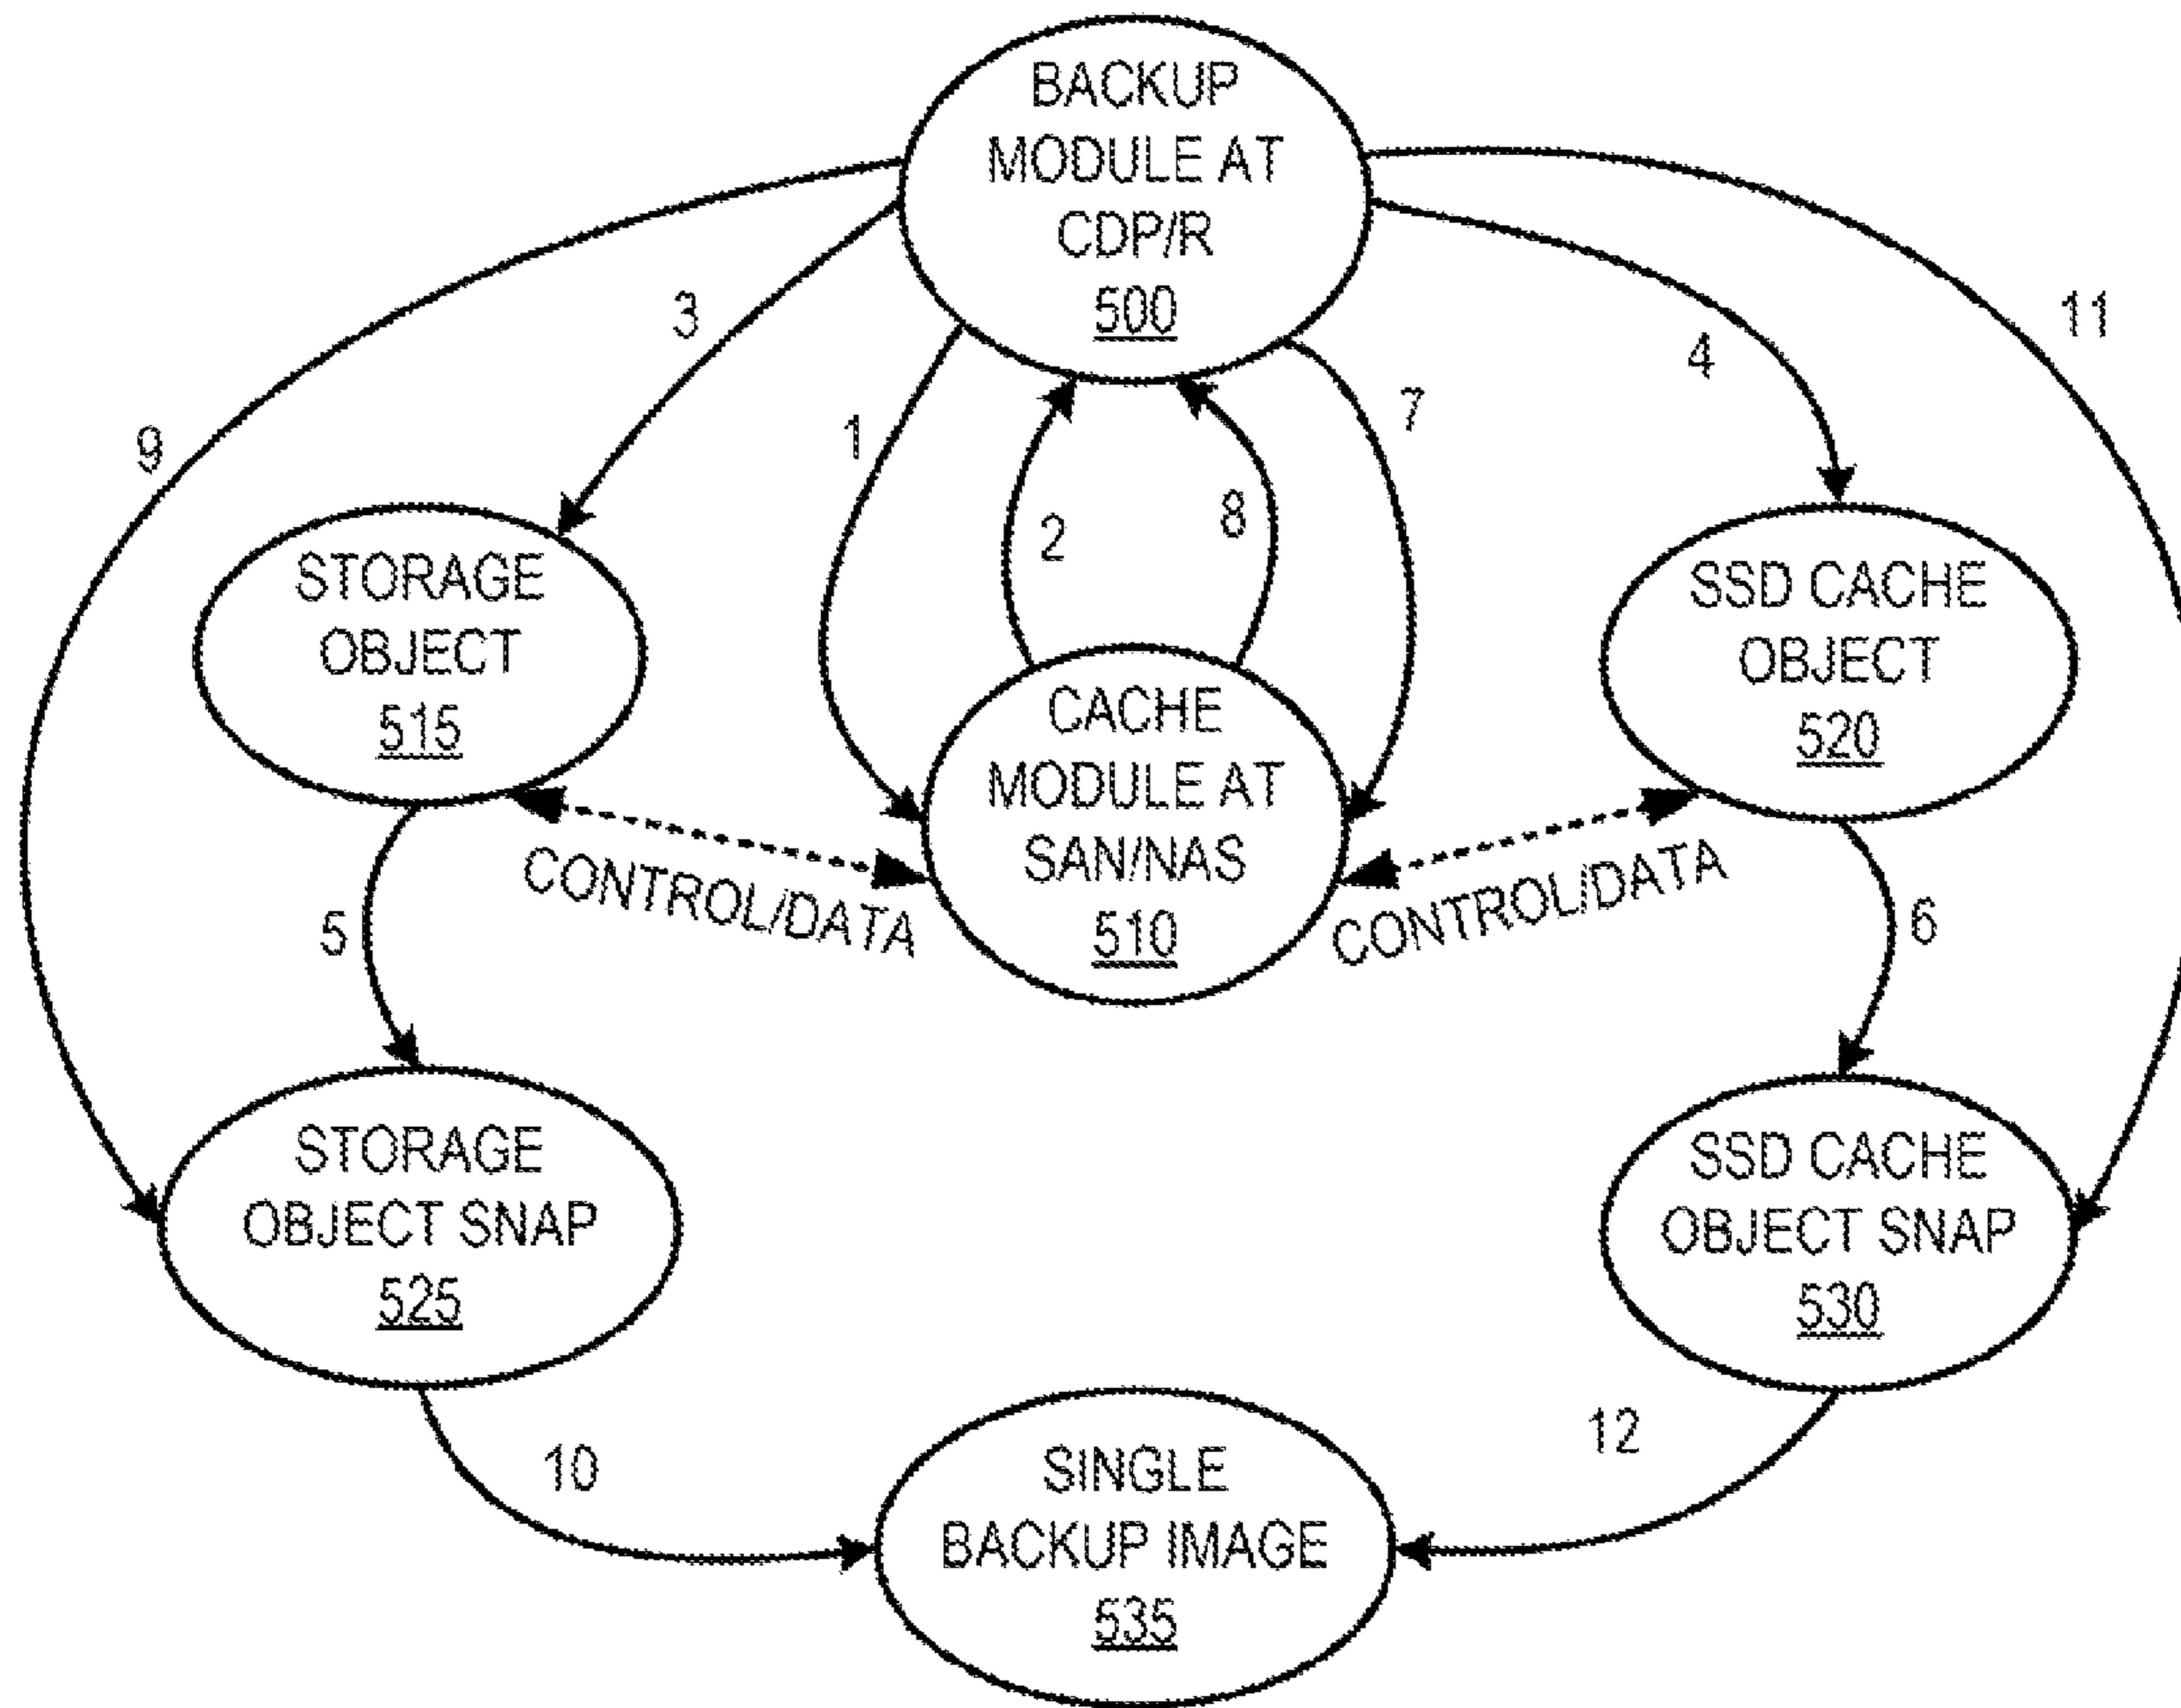 BACKUP
MODULE AT
CDP/R
500
9
3
1
2
8
7
4
11
STORAGE
OBJECT
515
CACHE
MODULE AT
SAN/NAS
510
SSD CACHE
OBJECT
520
CONTROL/DATA
CONTROL/DATA
5
6
STORAGE
OBJECT SNAP
525
SSD CACHE
OBJECT SNAP
530
10
12
SINGLE
BACKUP IMAGE
535